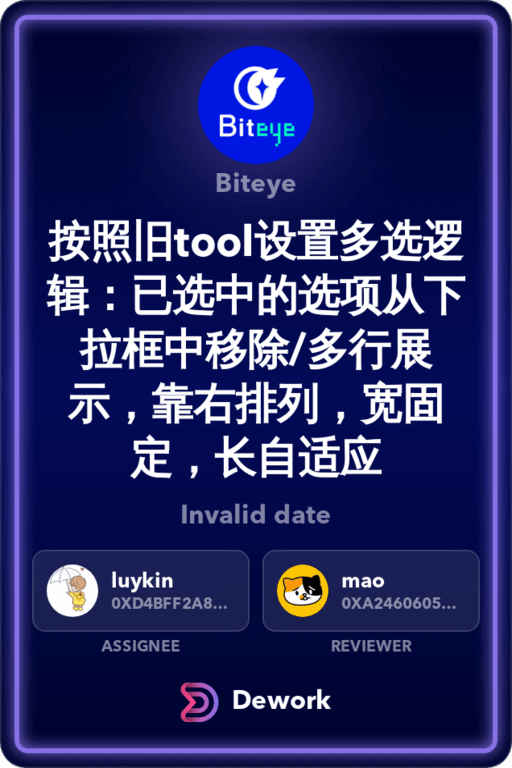 Biteye
Biteye
按照旧tool设置多选逻
辑：已选中的选项从下
拉框中移除/多行展
示，靠右排列，宽固
定，长自适应
Invalid date
luykin
0XD4BFF2A8...
mao
0XA2460605...
ASSIGNEE
REVIEWER
Dework